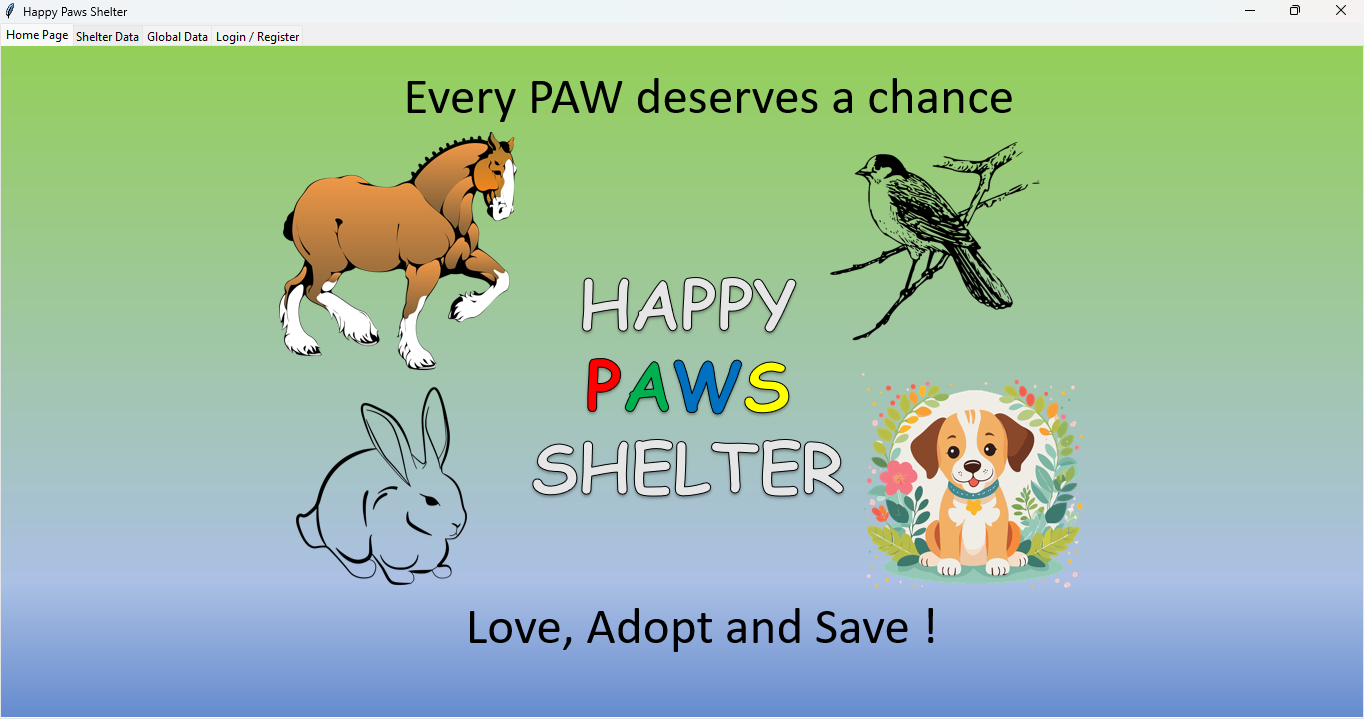 Happy Paws Shelter
Home Page Shelter Data Global Data Login / Register
Every PAW deserves a chance
HAPPY
PAWS
SHELTER
Love, Adopt and Save !